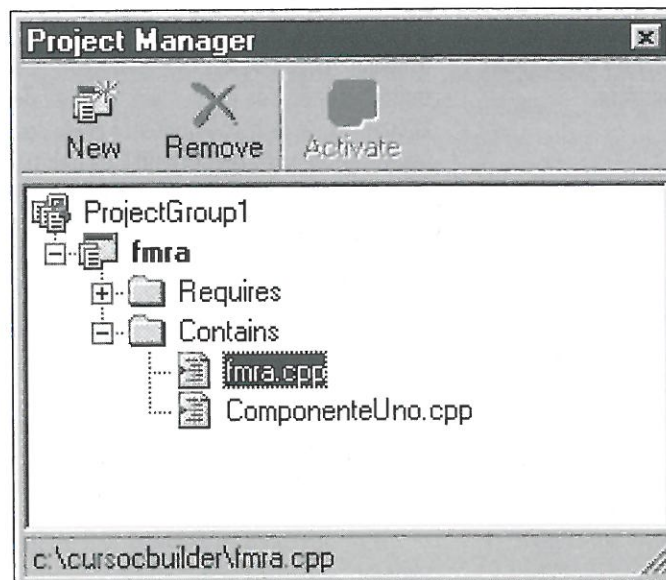 Project Manager
New Remove Activate
ProjectGroup1
fmra
Requires
Contains
fmra.cpp
ComponenteUno.cpp
c:\cursocbuilder\fmra.cpp